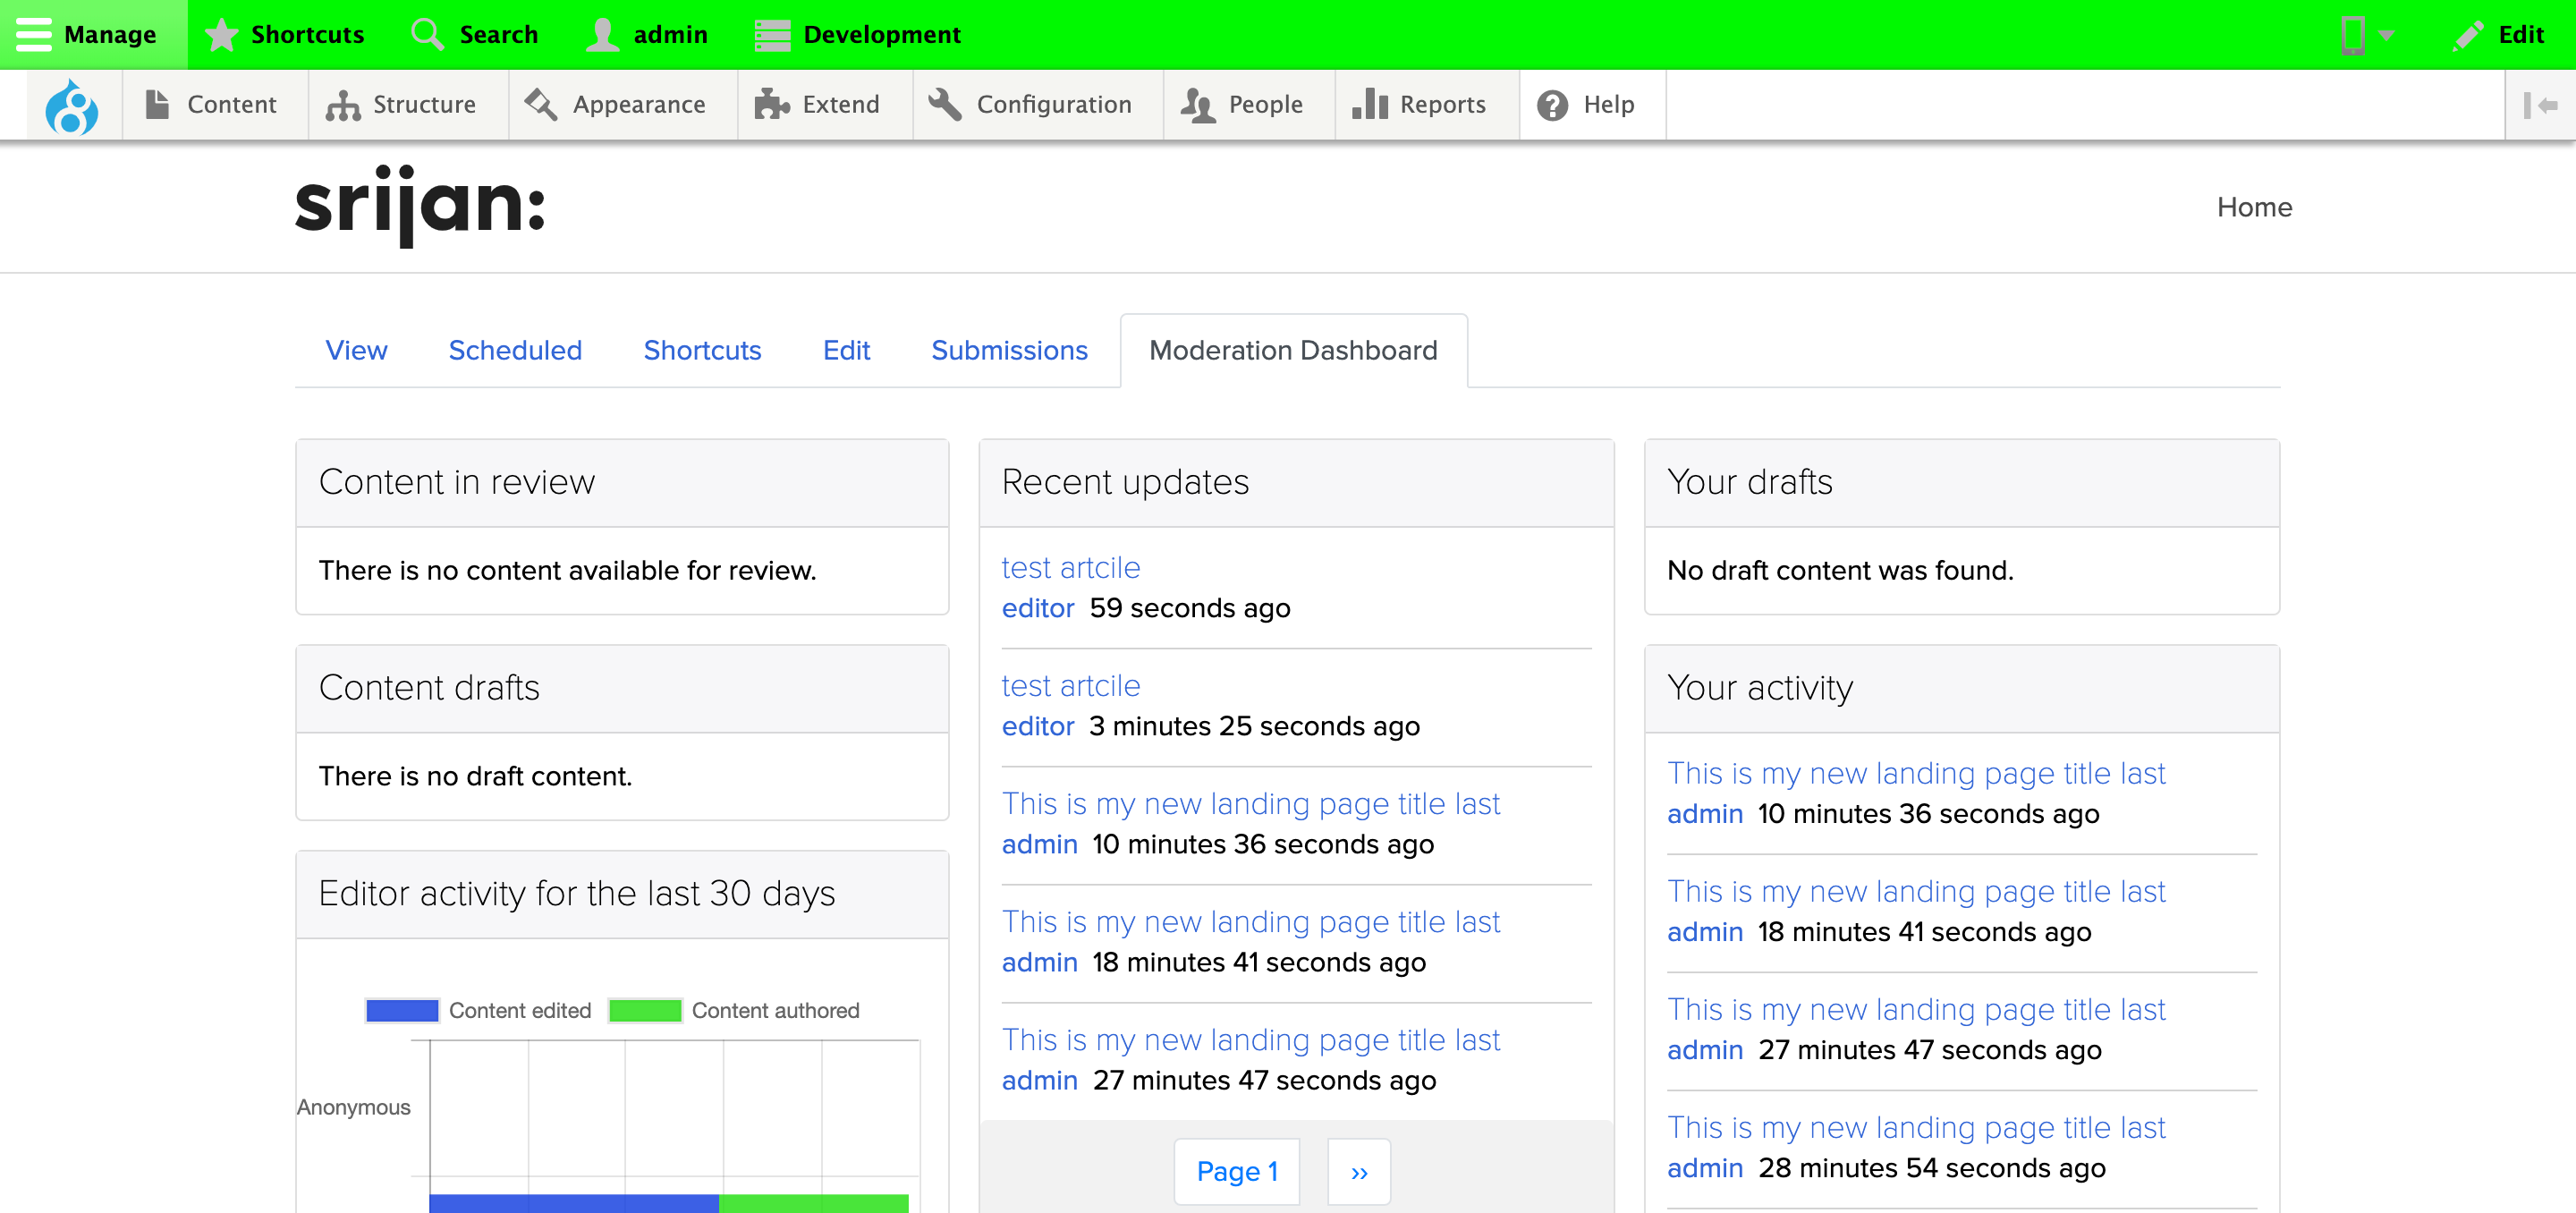 Manage Shortcuts Search admin Development Edit
Content Structure Appearance Extend Configuration People Reports Help
srijan:
Home
View Scheduled Shortcuts Edit Submissions Moderation Dashboard
Content in review
There is no content available for review.
Content drafts
There is no draft content.
Editor activity for the last 30 days
Content edited Content authored
Anonymous
Recent updates
test artcile
editor 59 seconds ago
test artcile
editor 3 minutes 25 seconds ago
This is my new landing page title last
admin 10 minutes 36 seconds ago
This is my new landing page title last
admin 18 minutes 41 seconds ago
This is my new landing page title last
admin 27 minutes 47 seconds ago
Page 1 ››
Your drafts
No draft content was found.
Your activity
This is my new landing page title last
admin 10 minutes 36 seconds ago
This is my new landing page title last
admin 18 minutes 41 seconds ago
This is my new landing page title last
admin 27 minutes 47 seconds ago
This is my new landing page title last
admin 28 minutes 54 seconds ago